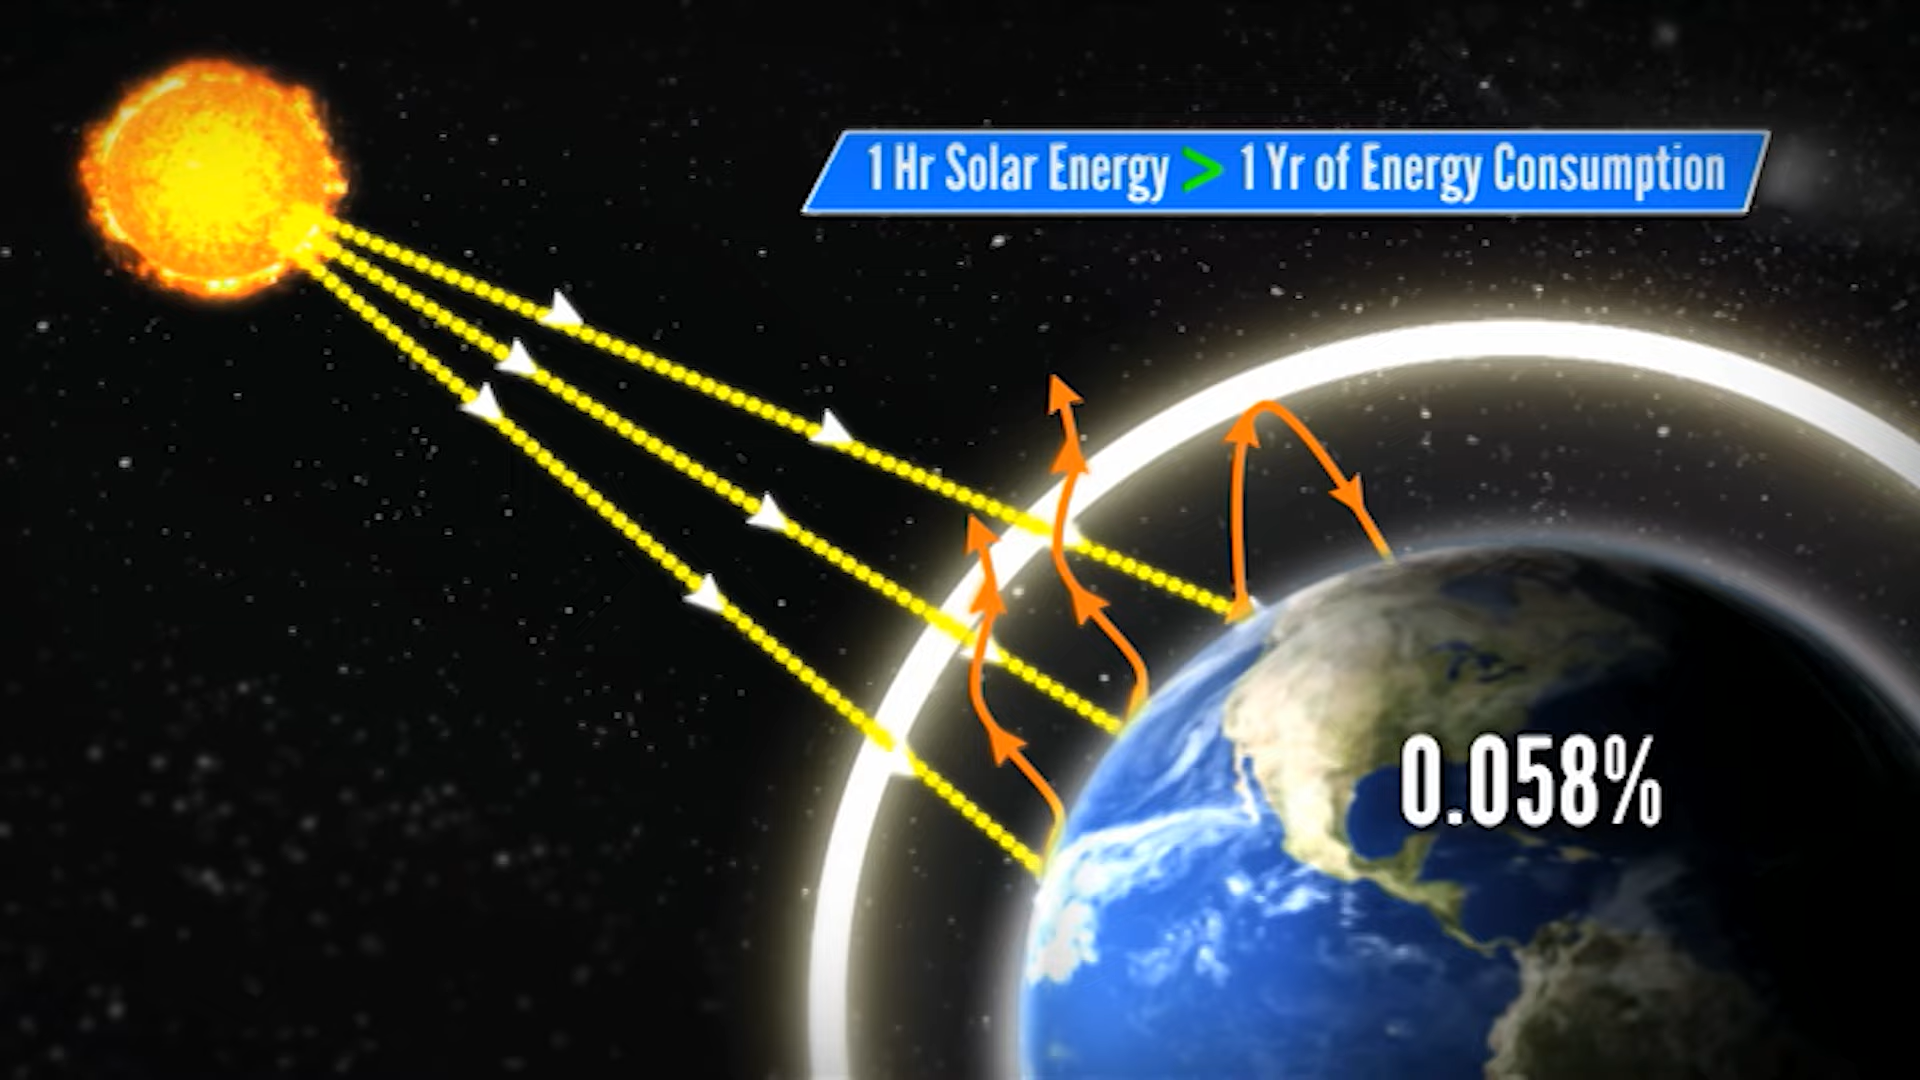 1 Hr Solar Energy > 1 Yr of Energy Consumption
0.058%